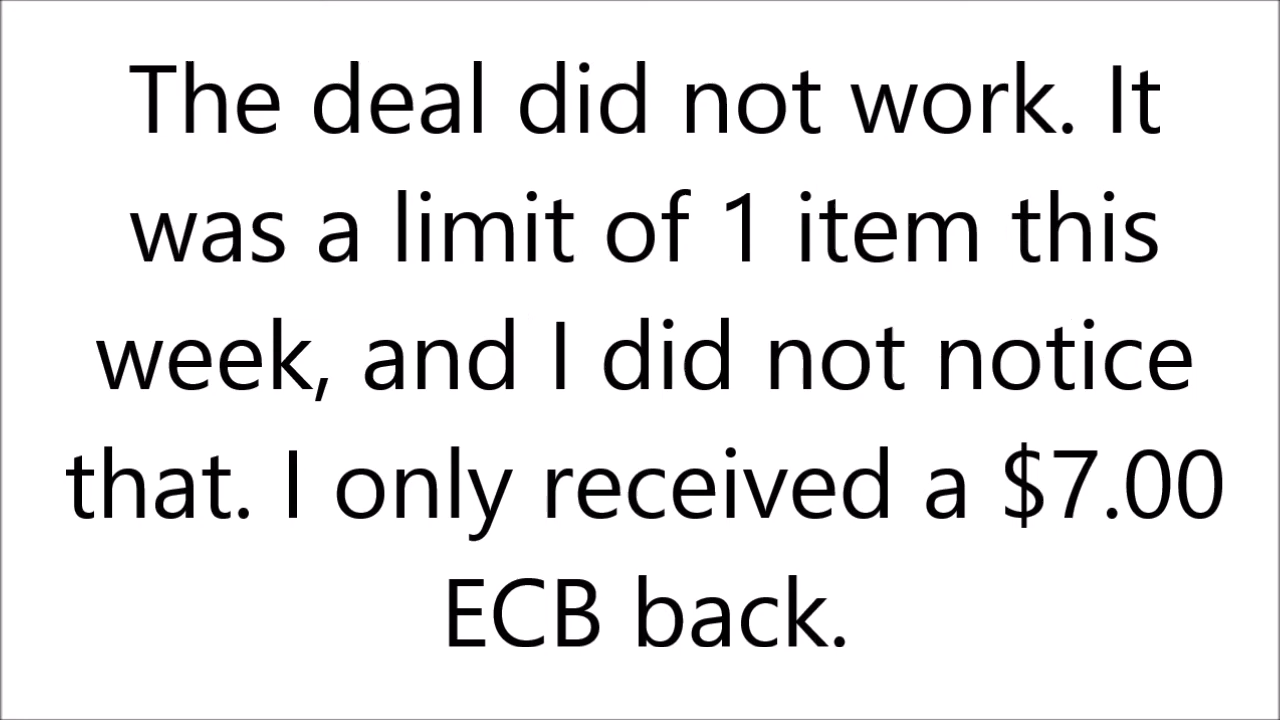 The deal did not work. It
was a limit of 1 item this
week, and I did not notice
that. I only received a $7.00
ECB back.